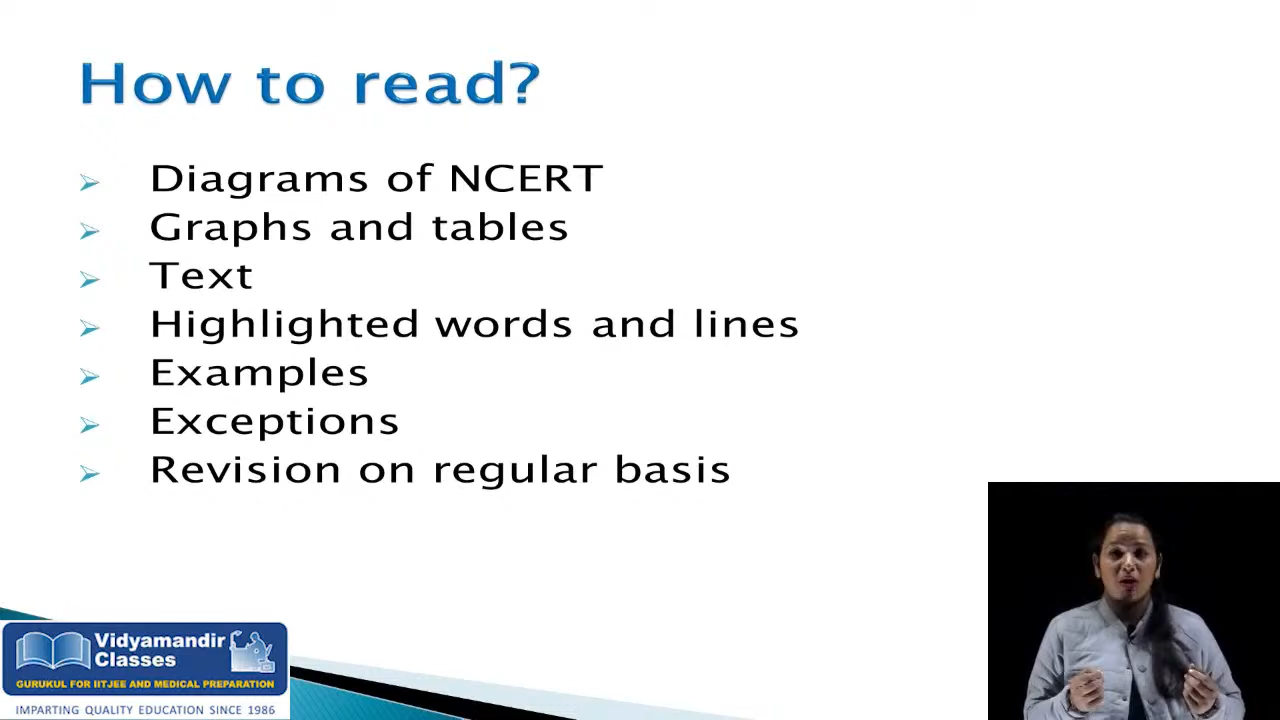 How to read?
Diagrams of NCERT
Graphs and tables
Text
Highlighted words and lines
Examples
Exceptions
Revision on regular basis
Vidyamandir
Classes
GURUKUL FOR IITJEE AND MEDICAL PREPARATION
IMPARTING QUALITY EDUCATION SINCE 1986